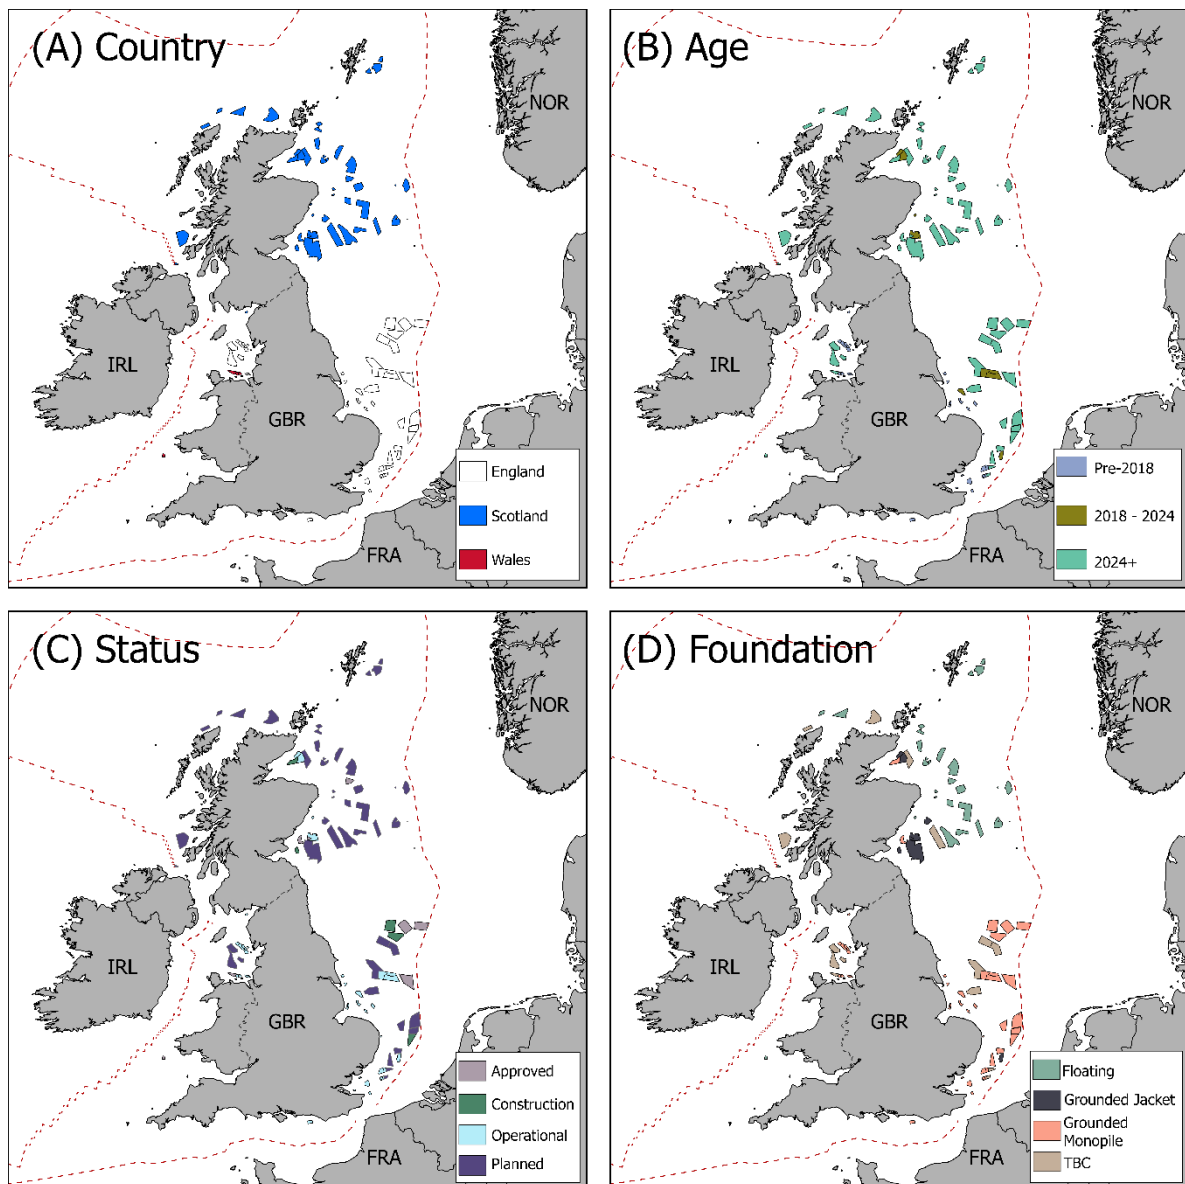 (A) Country
NOR
IRL
GBR
FRA
England
Scotland
Wales
(B) Age
NOR
IRL
GBR
FRA
Pre-2018
2018 - 2024
2024+
(C) Status
NOR
IRL
GBR
FRA
Approved
Construction
Operational
Planned
(D) Foundation
NOR
IRL
GBR
FRA
Floating
Grounded Jacket
Grounded
Monopile
TBC